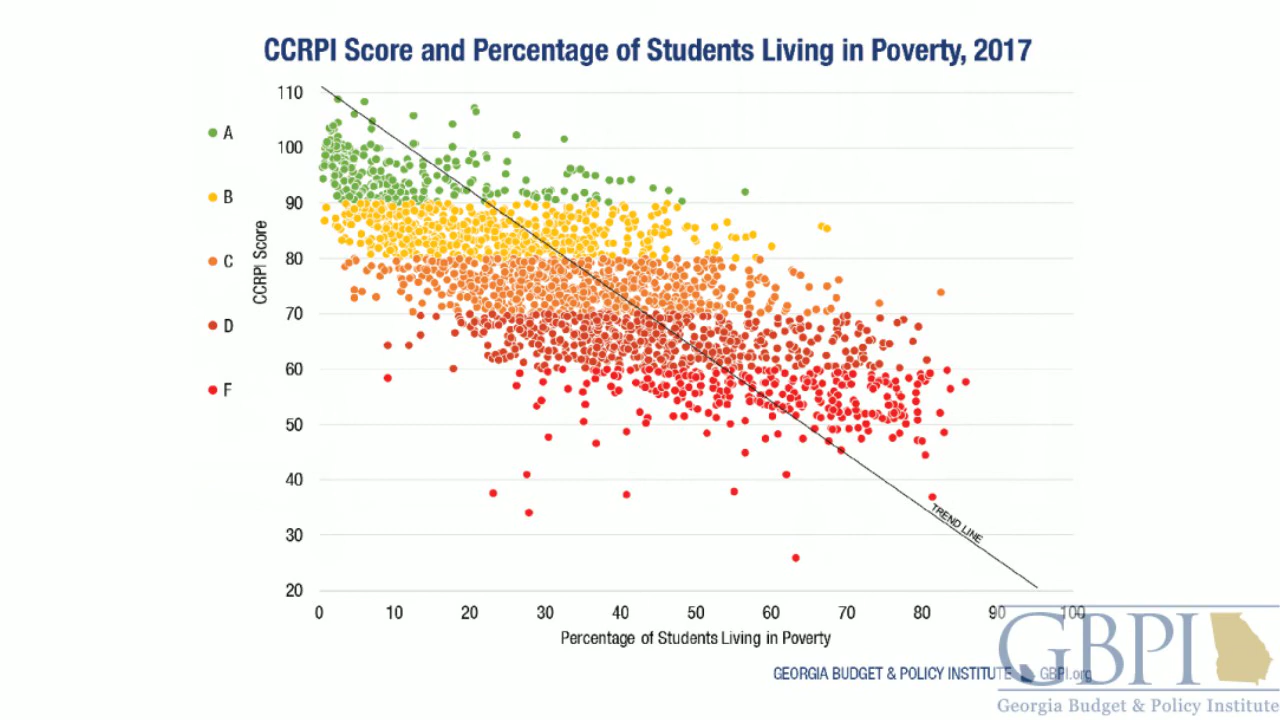 CCRPI Score and Percentage of Students Living in Poverty, 2017
A
B
C
D
F
CCRPI Score
110
100
90
80
70
60
50
40
30
20
TREND LINE
0 10 20 30 40 50 60 70 80 90 100
Percentage of Students Living in Poverty
GEORGIA BUDGET & POLICY INSTITUTE GBPI.org
GBPI
Georgia Budget & Policy Institute